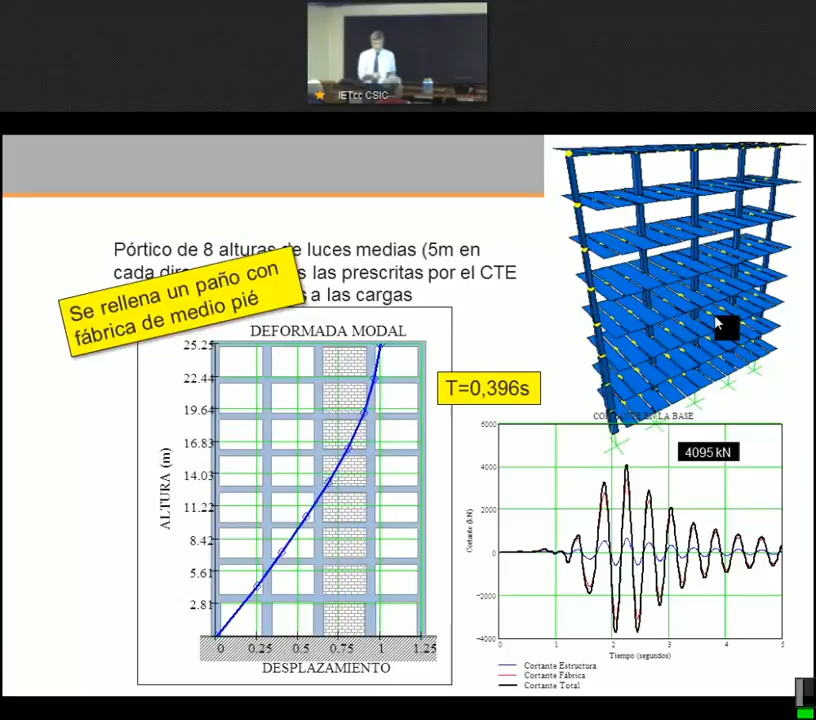 IETcc CSIC
Pórtico de 8 alturas de luces medias (5m en
cada s las prescritas por el CTE
a las cargas
Se rellena un paño con
fábrica de medio pié
DEFORMADA MODAL
25.25
22.44
19.64
16.83
14.03
11.22
8.42
5.61
2.81
ALTURA (m)
0 0.25 0.5 0.75 1 1.25
DESPLAZAMIENTO
T=0,396s
EN LA BASE
4095 kN
6000
4000
2000
0
−2000
−4000
Cortante (kN)
0 1 2 3 4 5
Tiempo (segundos)
Cortante Estructura
Cortante Fábrica
Cortante Total